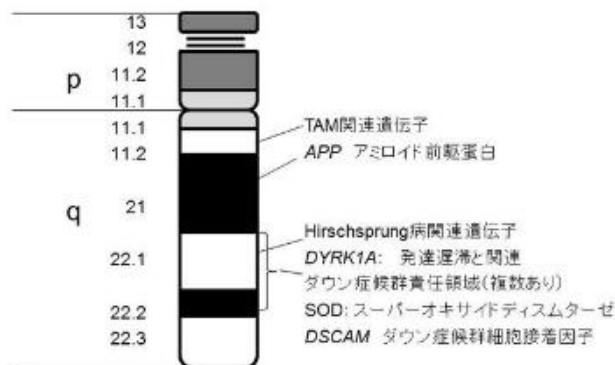 13
12
11.2
p
11.1
11.1
TAM関連遺伝子
11.2
APP アミロイド前駆蛋白
21
q
Hirschsprung病関連遺伝子
22.1
DYRK1A: 発達遅滞と関連
ダウン症候群責任領域(複数あり)
22.2
SOD: スーパーオキサイドディスムターゼ
22.3
DSCAM ダウン症候群細胞接着因子